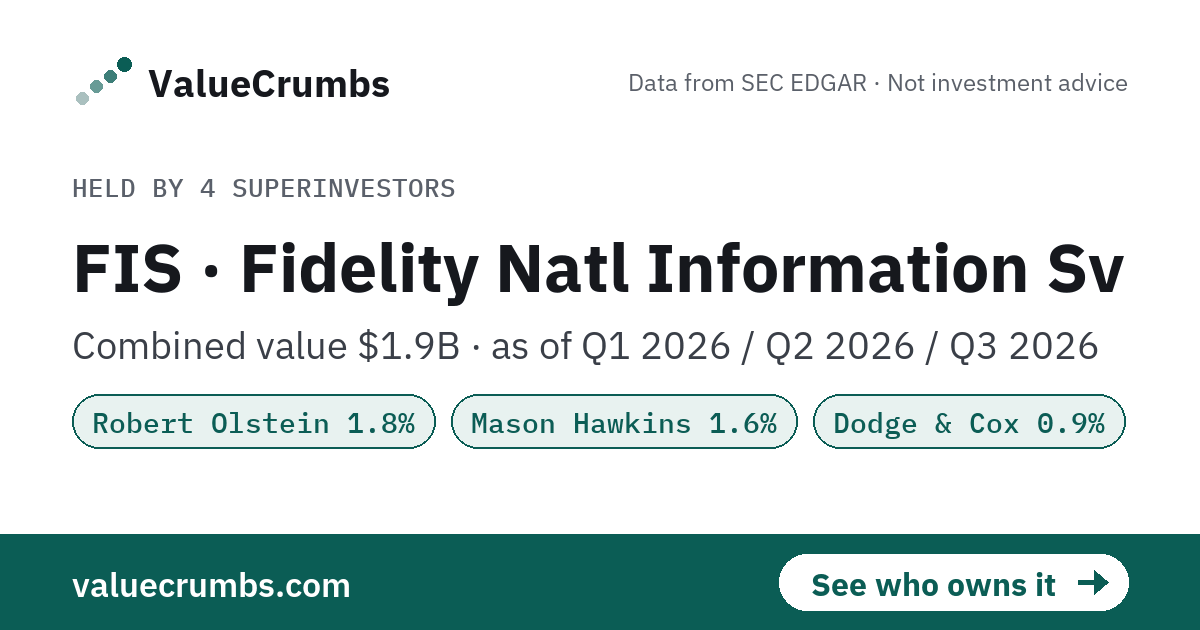 ValueCrumbs
Data from SEC EDGAR · Not investment advice
HELD BY 4 SUPERINVESTORS
FIS · Fidelity Natl Information Sv
Combined value $1.9B · as of Q1 2026 / Q2 2026 / Q3 2026
Robert Olstein 1.8% Mason Hawkins 1.6% Dodge & Cox 0.9%
valuecrumbs.com
See who owns it →